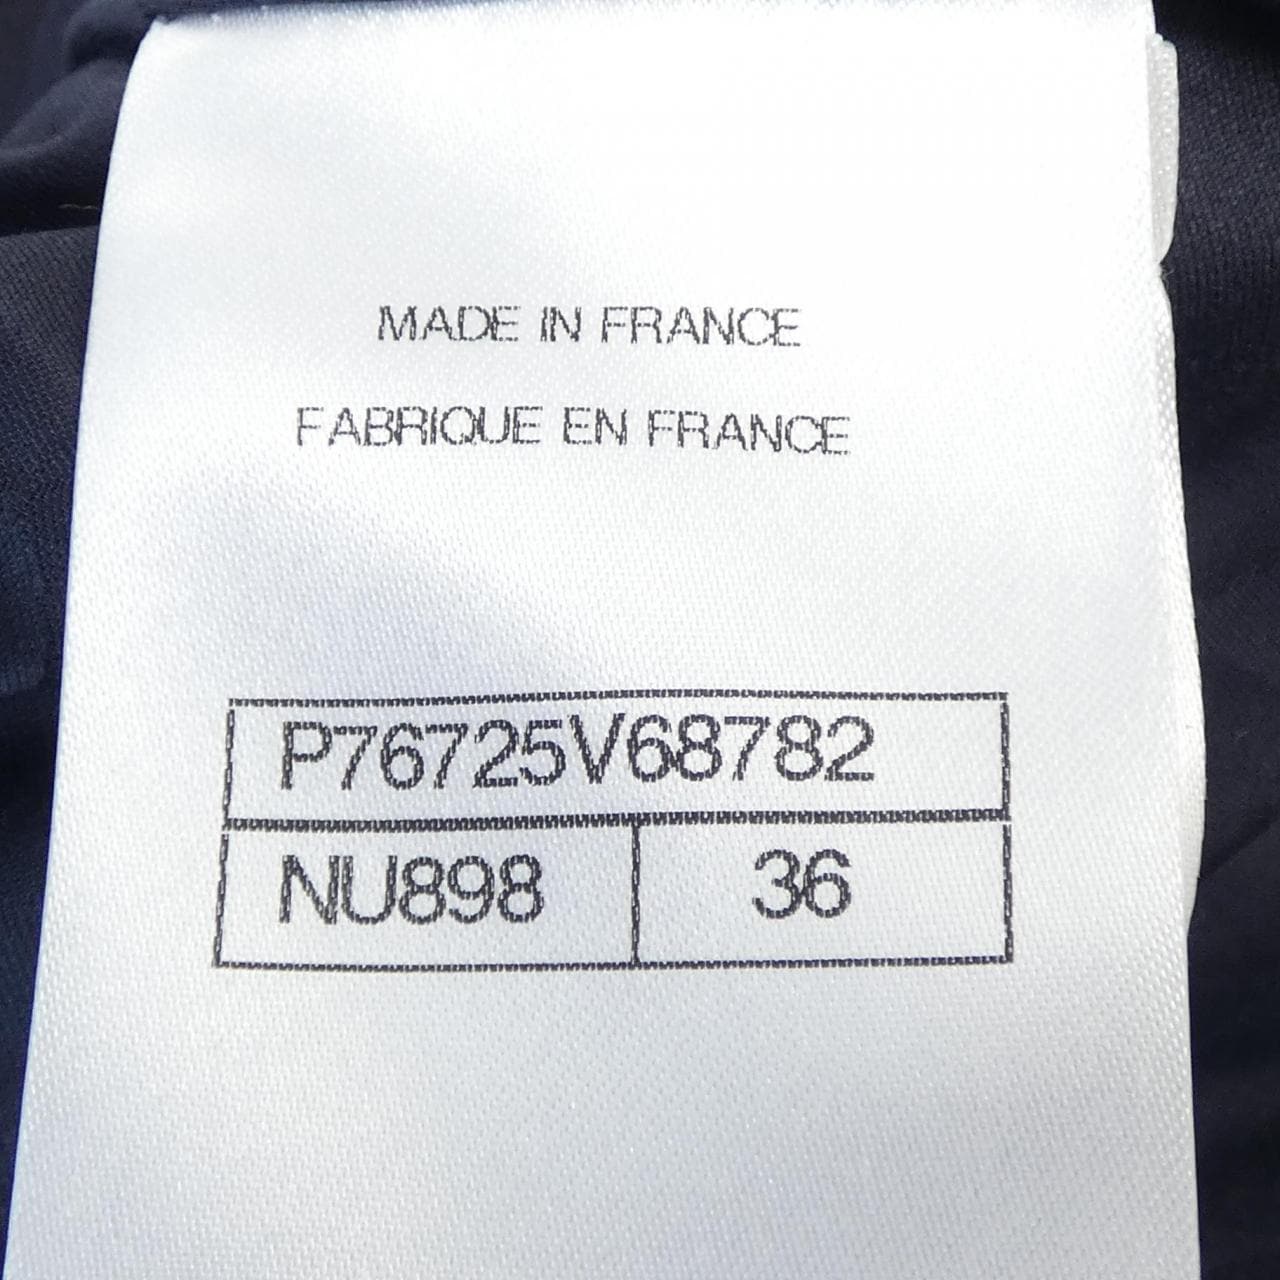 MADE IN FRANCE
FABRIQUE EN FRANCE
P76725V68782
NU898 36